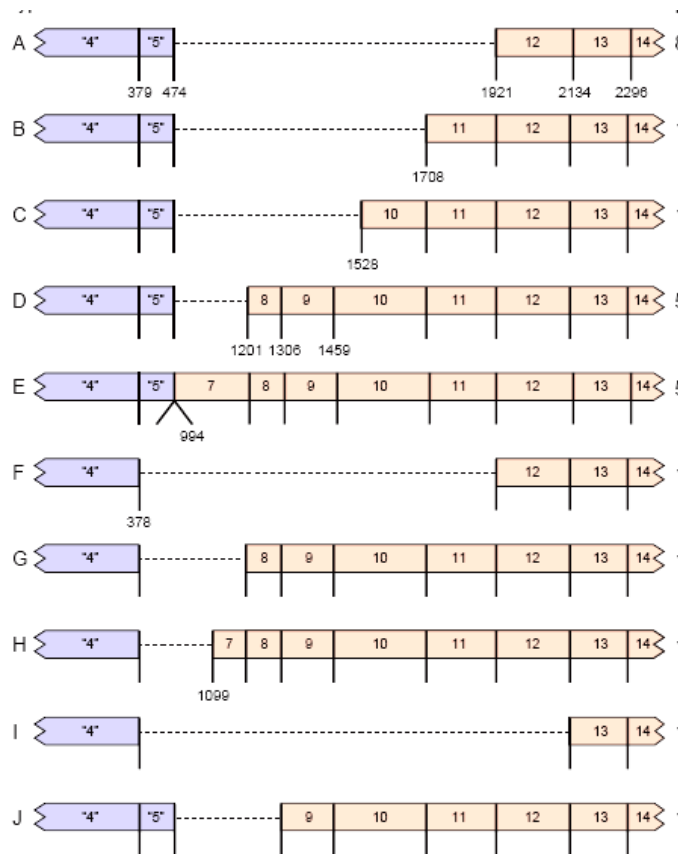 A "4" "5" 12 13 14
379 474 1921 2134 2296
B "4" "5" 11 12 13 14
1708
C "4" "5" 10 11 12 13 14
1528
D "4" "5" 8 9 10 11 12 13 14
1201 1306 1459
E "4" "5" 7 8 9 10 11 12 13 14
994
F "4" 12 13 14
378
G "4" 8 9 10 11 12 13 14
H "4" 7 8 9 10 11 12 13 14
1099
I "4" 13 14
J "4" "5" 9 10 11 12 13 14